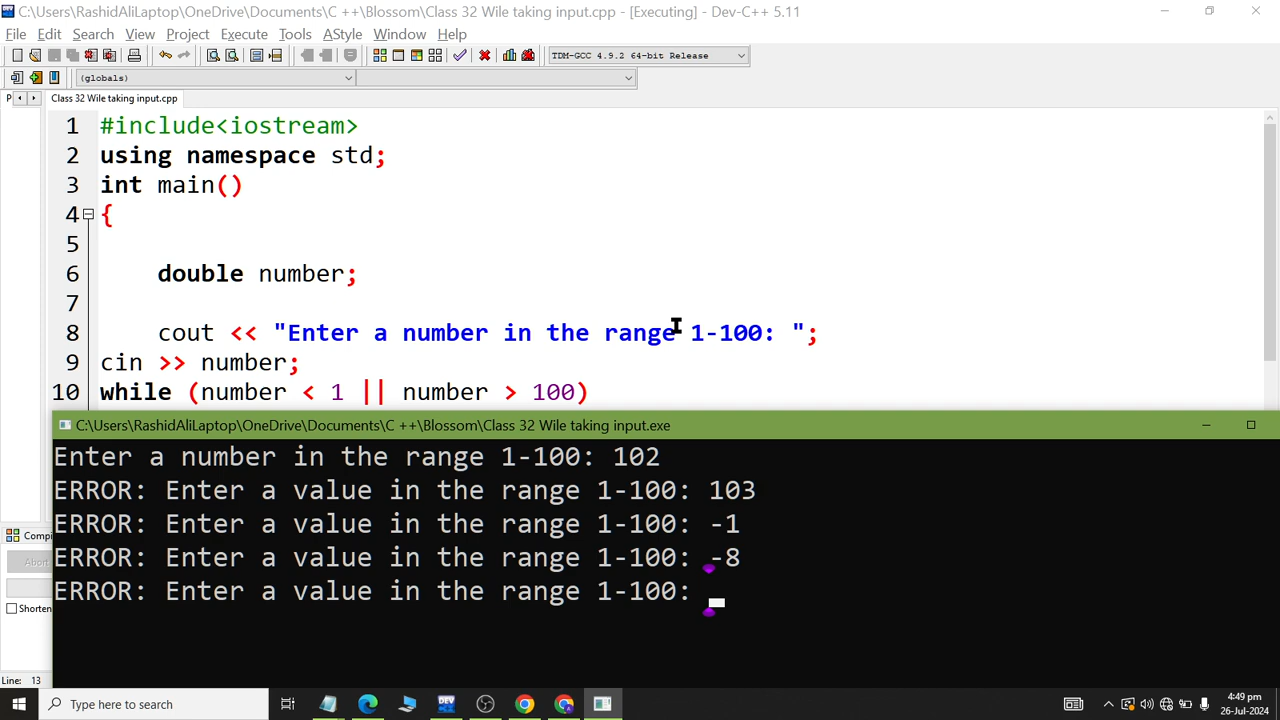 C:\Users\RashidAliLaptop\OneDrive\Documents\C ++\Blossom\Class 32 Wile taking input.cpp - [Executing] - Dev-C++ 5.11
File Edit Search View Project Execute Tools AStyle Window Help
TDM-GCC 4.9.2 64-bit Release
(globals)
P Class 32 Wile taking input.cpp
1 #include<iostream>
2 using namespace std;
3 int main()
4 {
5
6 double number;
7
8 cout << "Enter a number in the range 1-100: ";
9 cin >> number;
10 while (number < 1 || number > 100)
C:\Users\RashidAliLaptop\OneDrive\Documents\C ++\Blossom\Class 32 Wile taking input.exe
Enter a number in the range 1-100: 102
ERROR: Enter a value in the range 1-100: 103
ERROR: Enter a value in the range 1-100: -1
ERROR: Enter a value in the range 1-100: -8
ERROR: Enter a value in the range 1-100:
Compi
Abort
Shorten
Line: 13
Type here to search
DEV
4:49 pm
26-Jul-2024